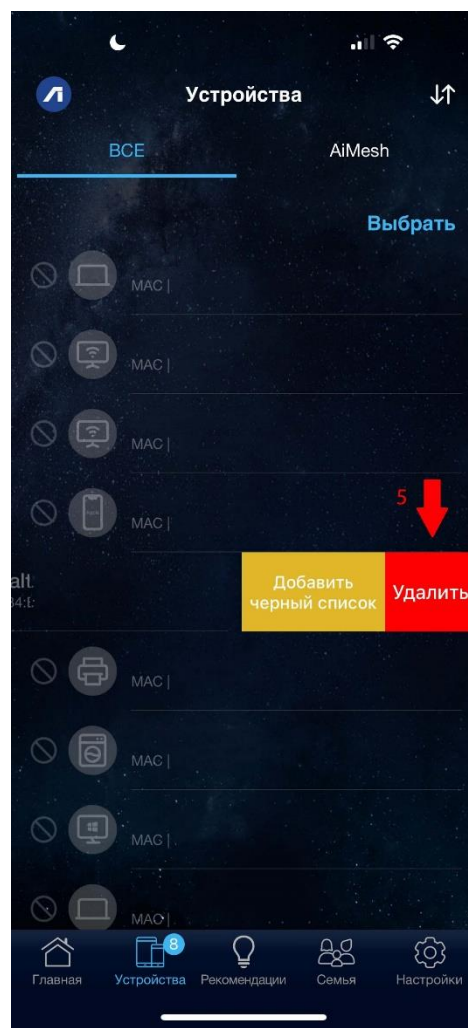 Устройства
ВСЕ
AiMesh
Выбрать
MAC |
MAC |
MAC |
5
MAC |
alt
Добавить
черный список
Удалить
MAC |
MAC |
MAC |
MAC |
8
Главная
Устройства
Рекомендации
Семья
Настройки